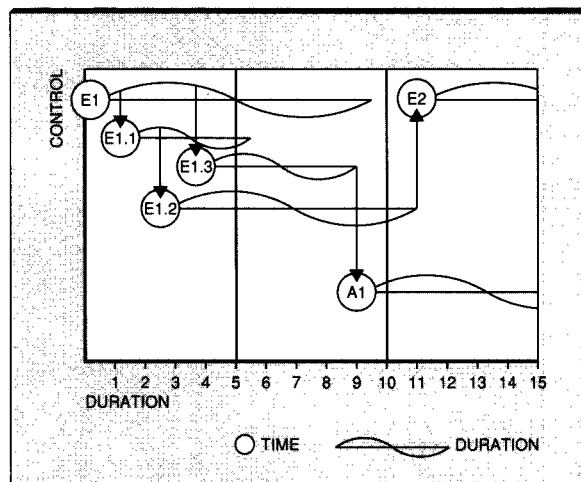 CONTROL
E1
E2
E1.1
E1.3
E1.2
A1
1 2 3 4 5 6 7 8 9 10 11 12 13 14 15
DURATION
TIME DURATION